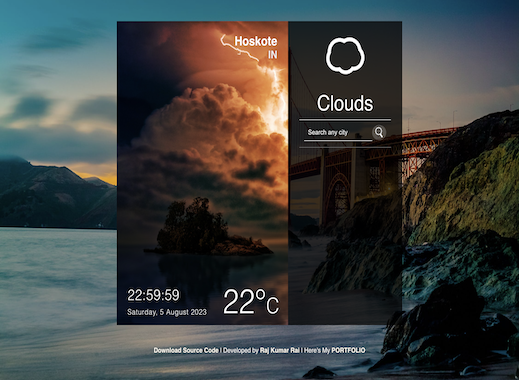 Hoskote
IN
Clouds
Search any city
22:59:59
Saturday, 5 August 2023
22°C
Download Source Code | Developed by Raj Kumar Rai | Here's My PORTFOLIO